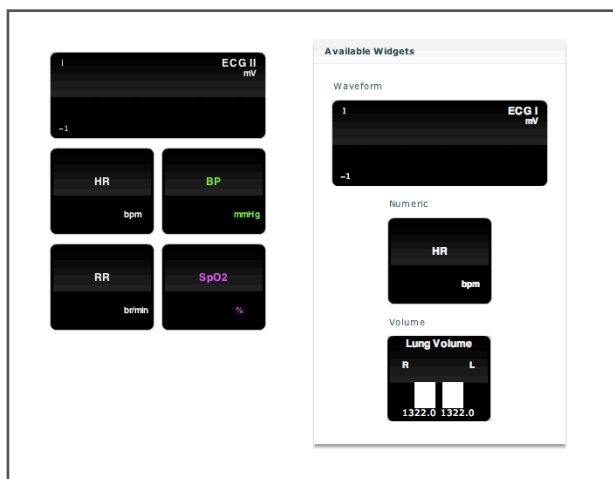 1 ECG II
mV
-1
HR
bpm
BP
mmHg
RR
br/min
SpO2
%
Available Widgets
Waveform
1 ECG I
mV
-1
Numeric
HR
bpm
Volume
Lung Volume
R L
1322.0 1322.0